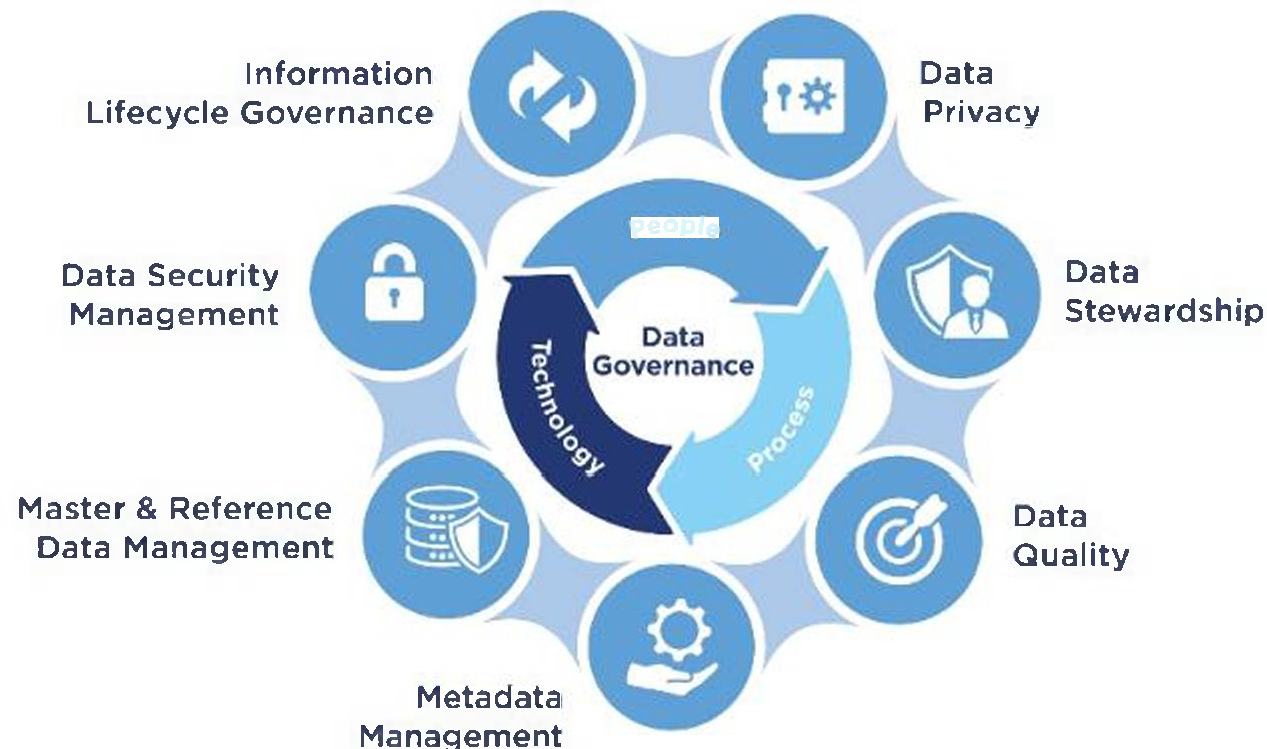 Information
Lifecycle Governance
Data
Privacy
people
Data Security
Management
Data
Stewardship
Data
Governance
Technology
Process
Master & Reference
Data Management
Data
Quality
Metadata
Management